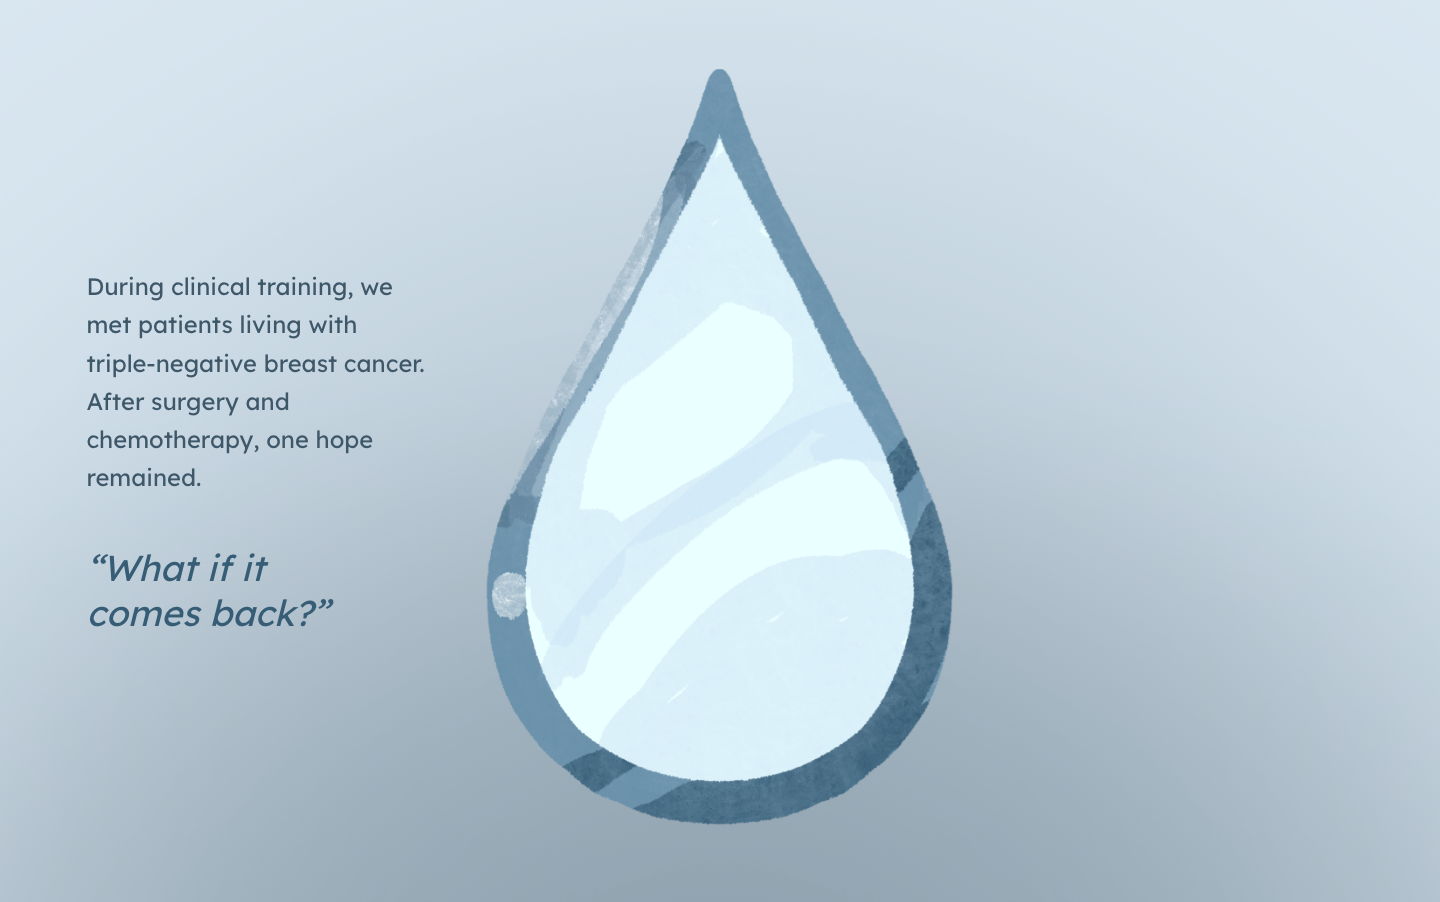 During clinical training, we
met patients living with
triple-negative breast cancer.
After surgery and
chemotherapy, one hope
remained.
“What if it
comes back?”